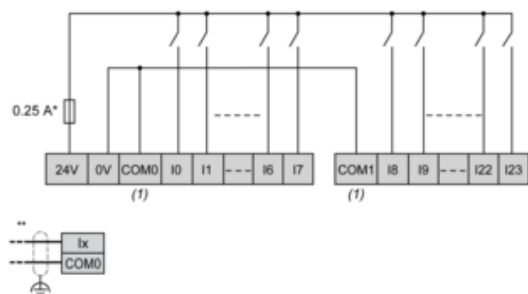 0.25 A*
24V 0V COM0 I0 I1 I6 I7 COM1 I8 I9 I22 I23
(1) (1)
**
Ix
COM0